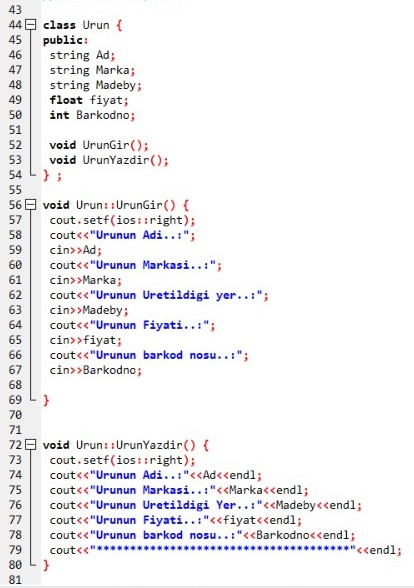 43
44 class Urun {
45 public:
46 string Ad;
47 string Marka;
48 string Madeby;
49 float fiyat;
50 int Barkodno;
51
52 void UrunGir();
53 void UrunYazdir();
54 } ;
55
56 void Urun::UrunGir() {
57 cout.setf(ios::right);
58 cout<<"Urunun Adi..:";
59 cin>>Ad;
60 cout<<"Urunun Markasi..:";
61 cin>>Marka;
62 cout<<"Urunun Uretildigi yer..:";
63 cin>>Madeby;
64 cout<<"Urunun Fiyati..:";
65 cin>>fiyat;
66 cout<<"Urunun barkod nosu..:";
67 cin>>Barkodno;
68
69 }
70
71
72 void Urun::UrunYazdir() {
73 cout.setf(ios::right);
74 cout<<"Urunun Adi..:"<<Ad<<endl;
75 cout<<"Urunun Markasi..:"<<Marka<<endl;
76 cout<<"Urunun Uretildigi Yer..:"<<Madeby<<endl;
77 cout<<"Urunun Fiyati..:"<<fiyat<<endl;
78 cout<<"Urunun barkod nosu..:"<<Barkodno<<endl;
79 cout<<"**************************************"<<endl;
80 }
81